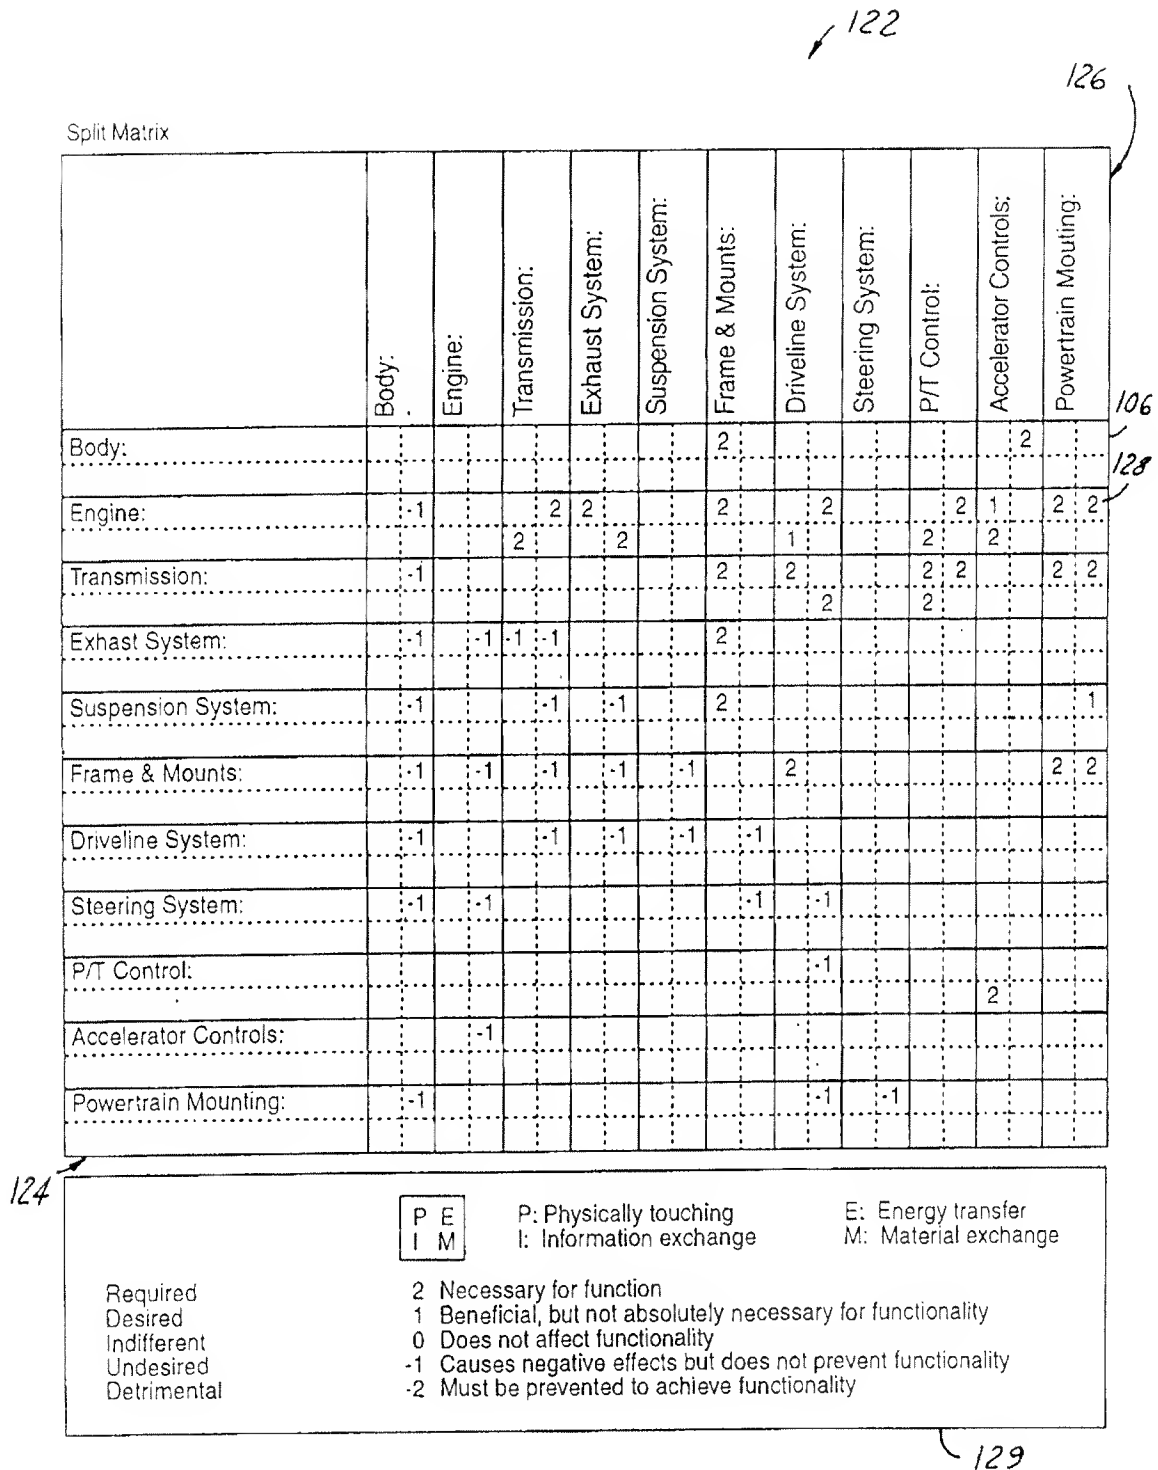 122
126
Split Matrix
Body:
Engine:
Transmission:
Exhaust System:
Suspension System:
Frame & Mounts:
Driveline System:
Steering System:
P/T Control:
Accelerator Controls:
Powertrain Mouting:
106
Body: 2 2
128
Engine: -1 2 2 2 2 2 1 2 2
2 2 1 2 2
Transmission: -1 2 2 2 2 2 2
2 2
Exhast System: -1 -1 -1 -1 2
Suspension System: -1 -1 -1 2 1
Frame & Mounts: -1 -1 -1 -1 -1 2 2 2
Driveline System: -1 -1 -1 -1 -1
Steering System: -1 -1 -1 -1
P/T Control: -1
2
Accelerator Controls: -1
Powertrain Mounting: -1 -1 -1
124
P E P: Physically touching E: Energy transfer
I M I: Information exchange M: Material exchange
Required 2 Necessary for function
Desired 1 Beneficial, but not absolutely necessary for functionality
Indifferent 0 Does not affect functionality
Undesired -1 Causes negative effects but does not prevent functionality
Detrimental -2 Must be prevented to achieve functionality
129